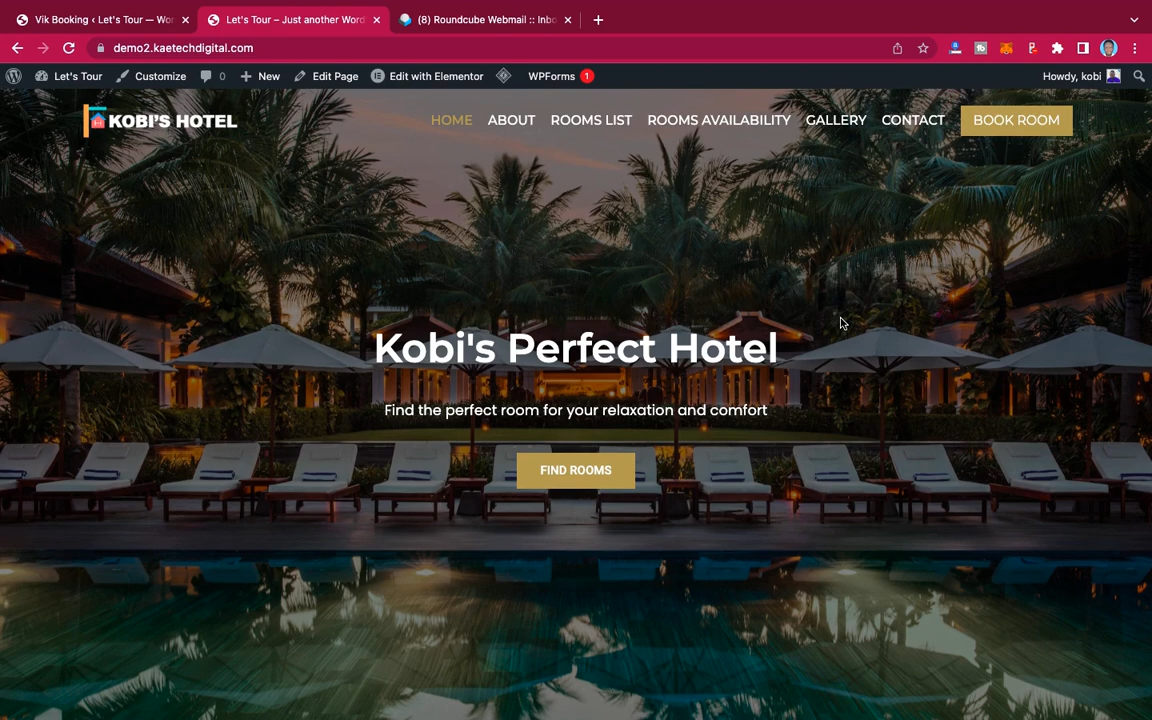 Vik Booking ‹ Let's Tour — Wor
Let's Tour – Just another Word
(8) Roundcube Webmail :: Inbo
demo2.kaetechdigital.com
Let's Tour
Customize
0
New
Edit Page
Edit with Elementor
WPForms 1
Howdy, kobi
KOBI'S HOTEL
HOME
ABOUT
ROOMS LIST
ROOMS AVAILABILITY
GALLERY
CONTACT
BOOK ROOM
Kobi's Perfect Hotel
Find the perfect room for your relaxation and comfort
FIND ROOMS